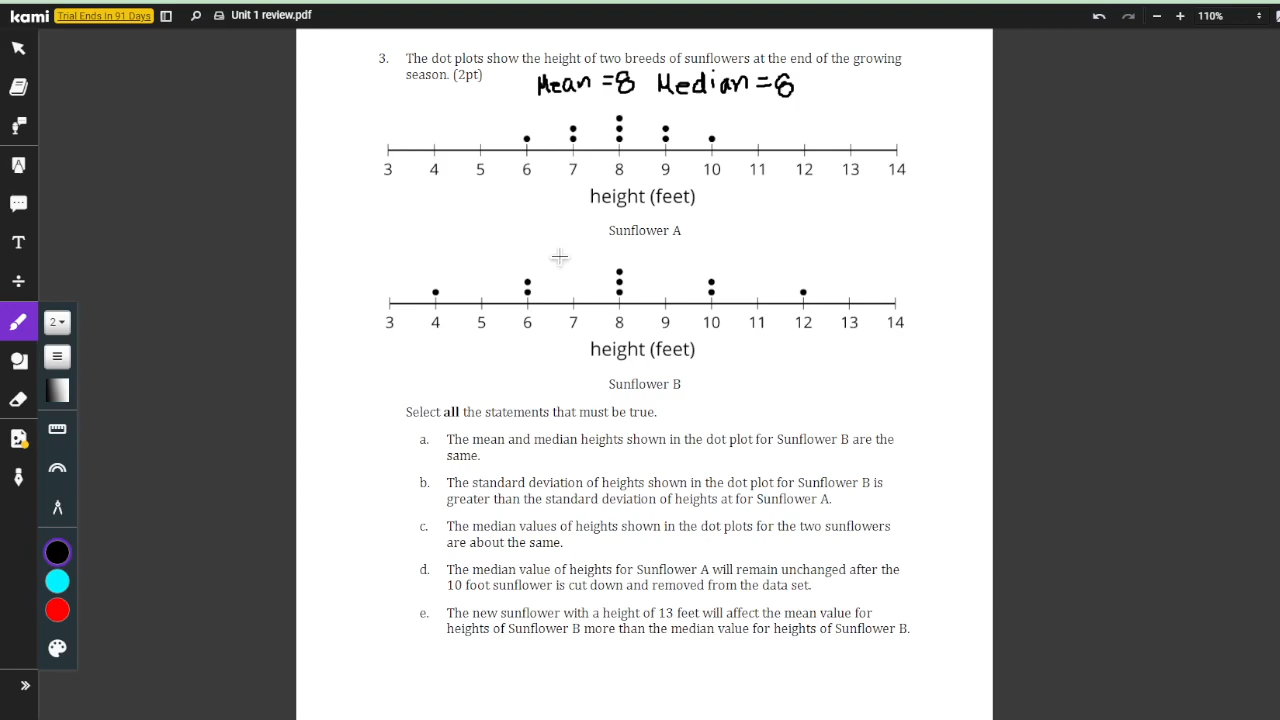 kami Trial Ends In 91 Days Unit 1 review.pdf 110%
3. The dot plots show the height of two breeds of sunflowers at the end of the growing
season. (2pt)
Mean =8 Median =8
3 4 5 6 7 8 9 10 11 12 13 14
height (feet)
Sunflower A
3 4 5 6 7 8 9 10 11 12 13 14
height (feet)
Sunflower B
Select all the statements that must be true.
a. The mean and median heights shown in the dot plot for Sunflower B are the
same.
b. The standard deviation of heights shown in the dot plot for Sunflower B is
greater than the standard deviation of heights at for Sunflower A.
c. The median values of heights shown in the dot plots for the two sunflowers
are about the same.
d. The median value of heights for Sunflower A will remain unchanged after the
10 foot sunflower is cut down and removed from the data set.
e. The new sunflower with a height of 13 feet will affect the mean value for
heights of Sunflower B more than the median value for heights of Sunflower B.
2